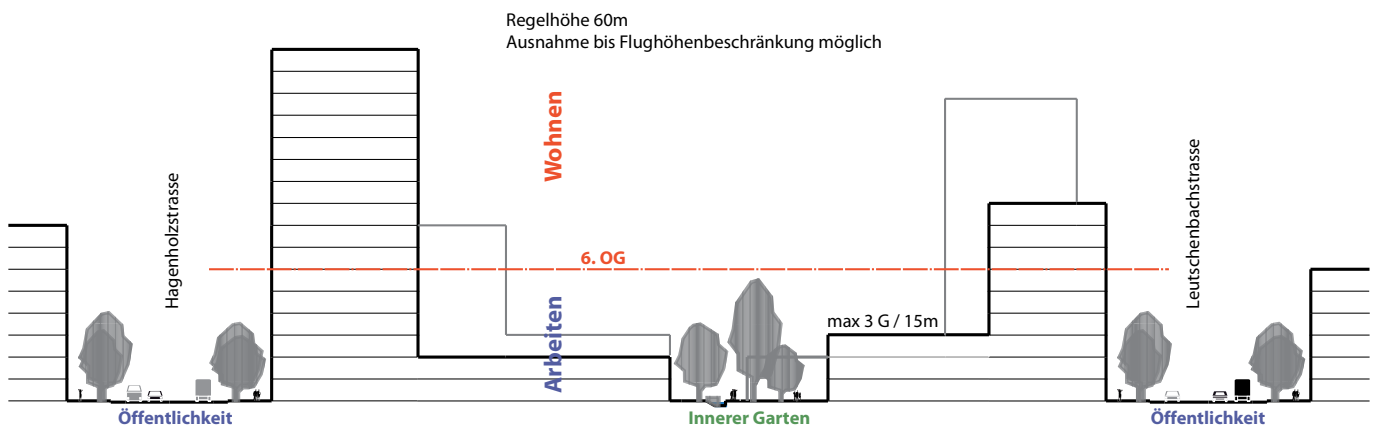 Regelhöhe 60m
Ausnahme bis Flughöhenbeschränkung möglich
Wohnen
Hagenholzstrasse
Leutschenbachstrasse
6. OG
Arbeiten
max 3 G / 15m
Öffentlichkeit
Innerer Garten
Öffentlichkeit